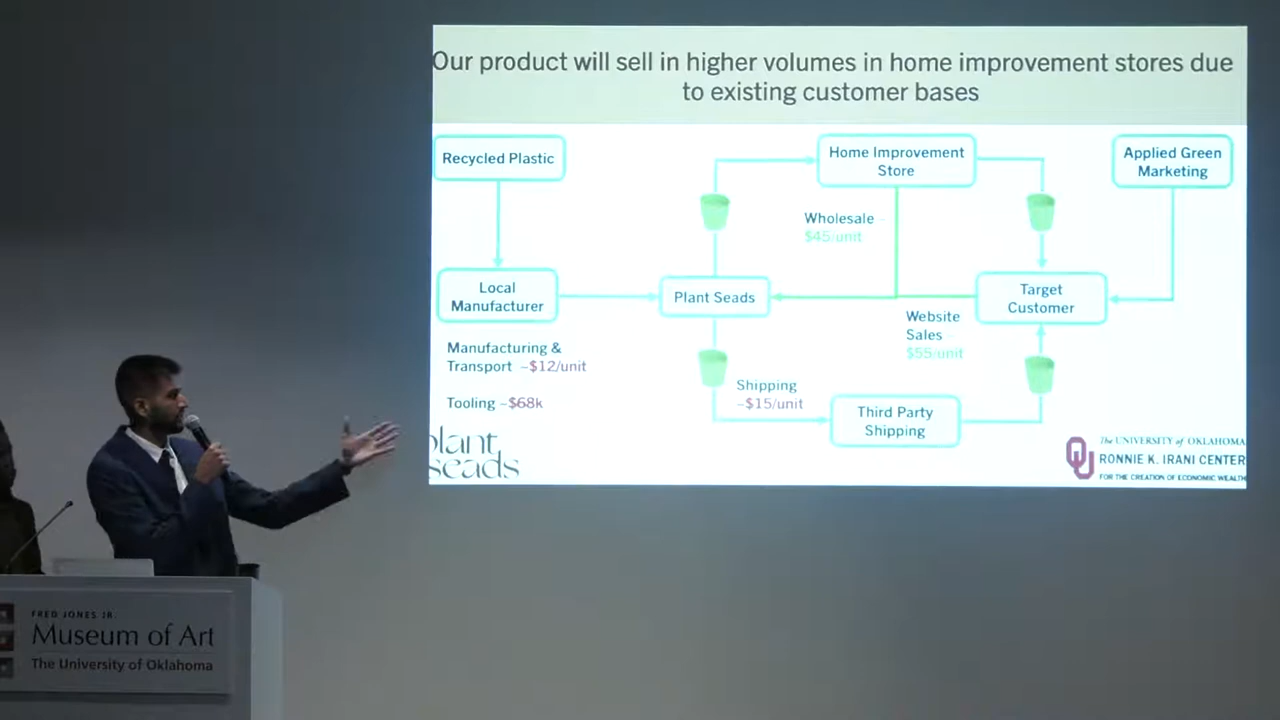 Our product will sell in higher volumes in home improvement stores due
to existing customer bases
Recycled Plastic
Home Improvement
Store
Applied Green
Marketing
Wholesale -
$45/unit
Local
Manufacturer
Plant Seads
Target
Customer
Website
Sales
$55/unit
Manufacturing &
Transport ~$12/unit
Shipping
~$15/unit
Tooling ~$68k
Third Party
Shipping
plant
seads
OU
The UNIVERSITY of OKLAHOMA
RONNIE K. IRANI CENTER
FOR THE CREATION OF ECONOMIC WEALTH
FRED JONES JR.
Museum of Art
The University of Oklahoma